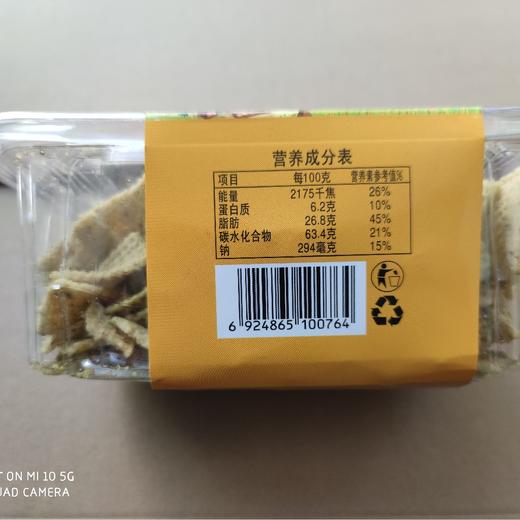 营养成分表
项目 每100克 营养素参考值%
能量 2175千焦 26%
蛋白质 6.2克 10%
脂肪 26.8克 45%
碳水化合物 63.4克 21%
钠 294毫克 15%
6 924865 100764
T ON MI 10 5G
UAD CAMERA